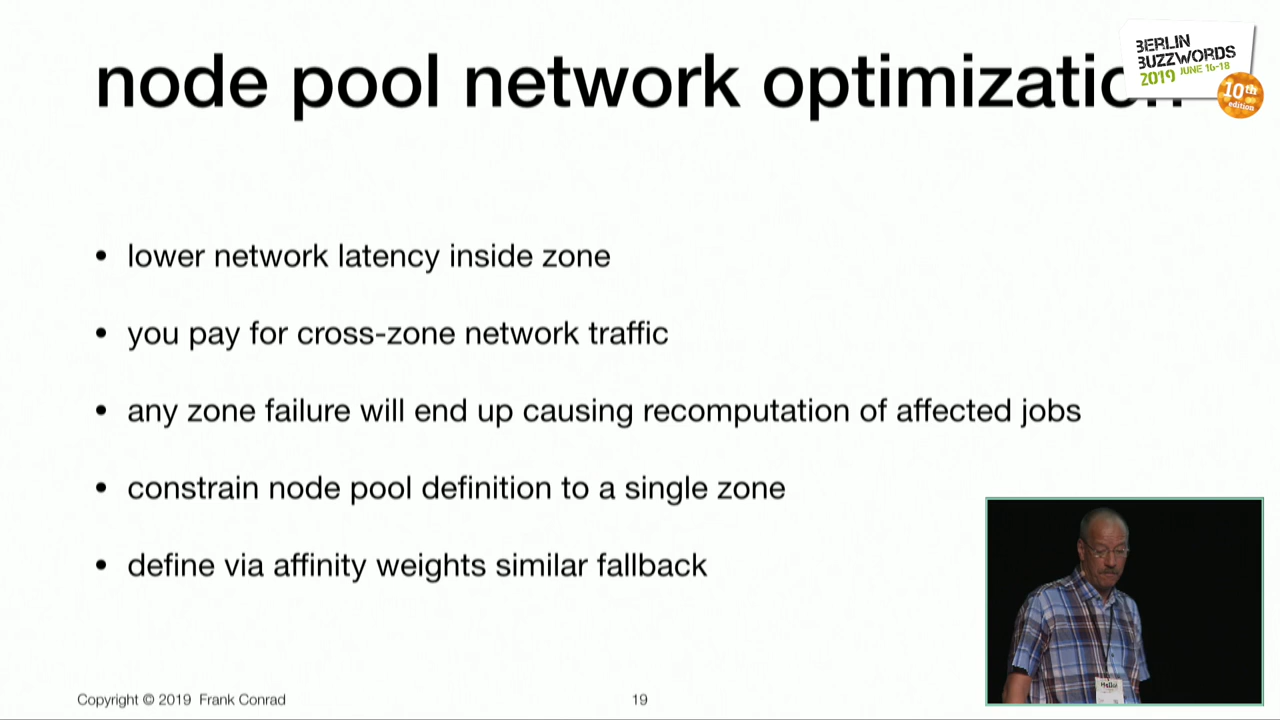 node pool network optimization
BERLIN
BUZZWORDS
2019 JUNE 16-18
10th
edition
• lower network latency inside zone
• you pay for cross-zone network traffic
• any zone failure will end up causing recomputation of affected jobs
• constrain node pool definition to a single zone
• define via affinity weights similar fallback
Copyright © 2019 Frank Conrad
19